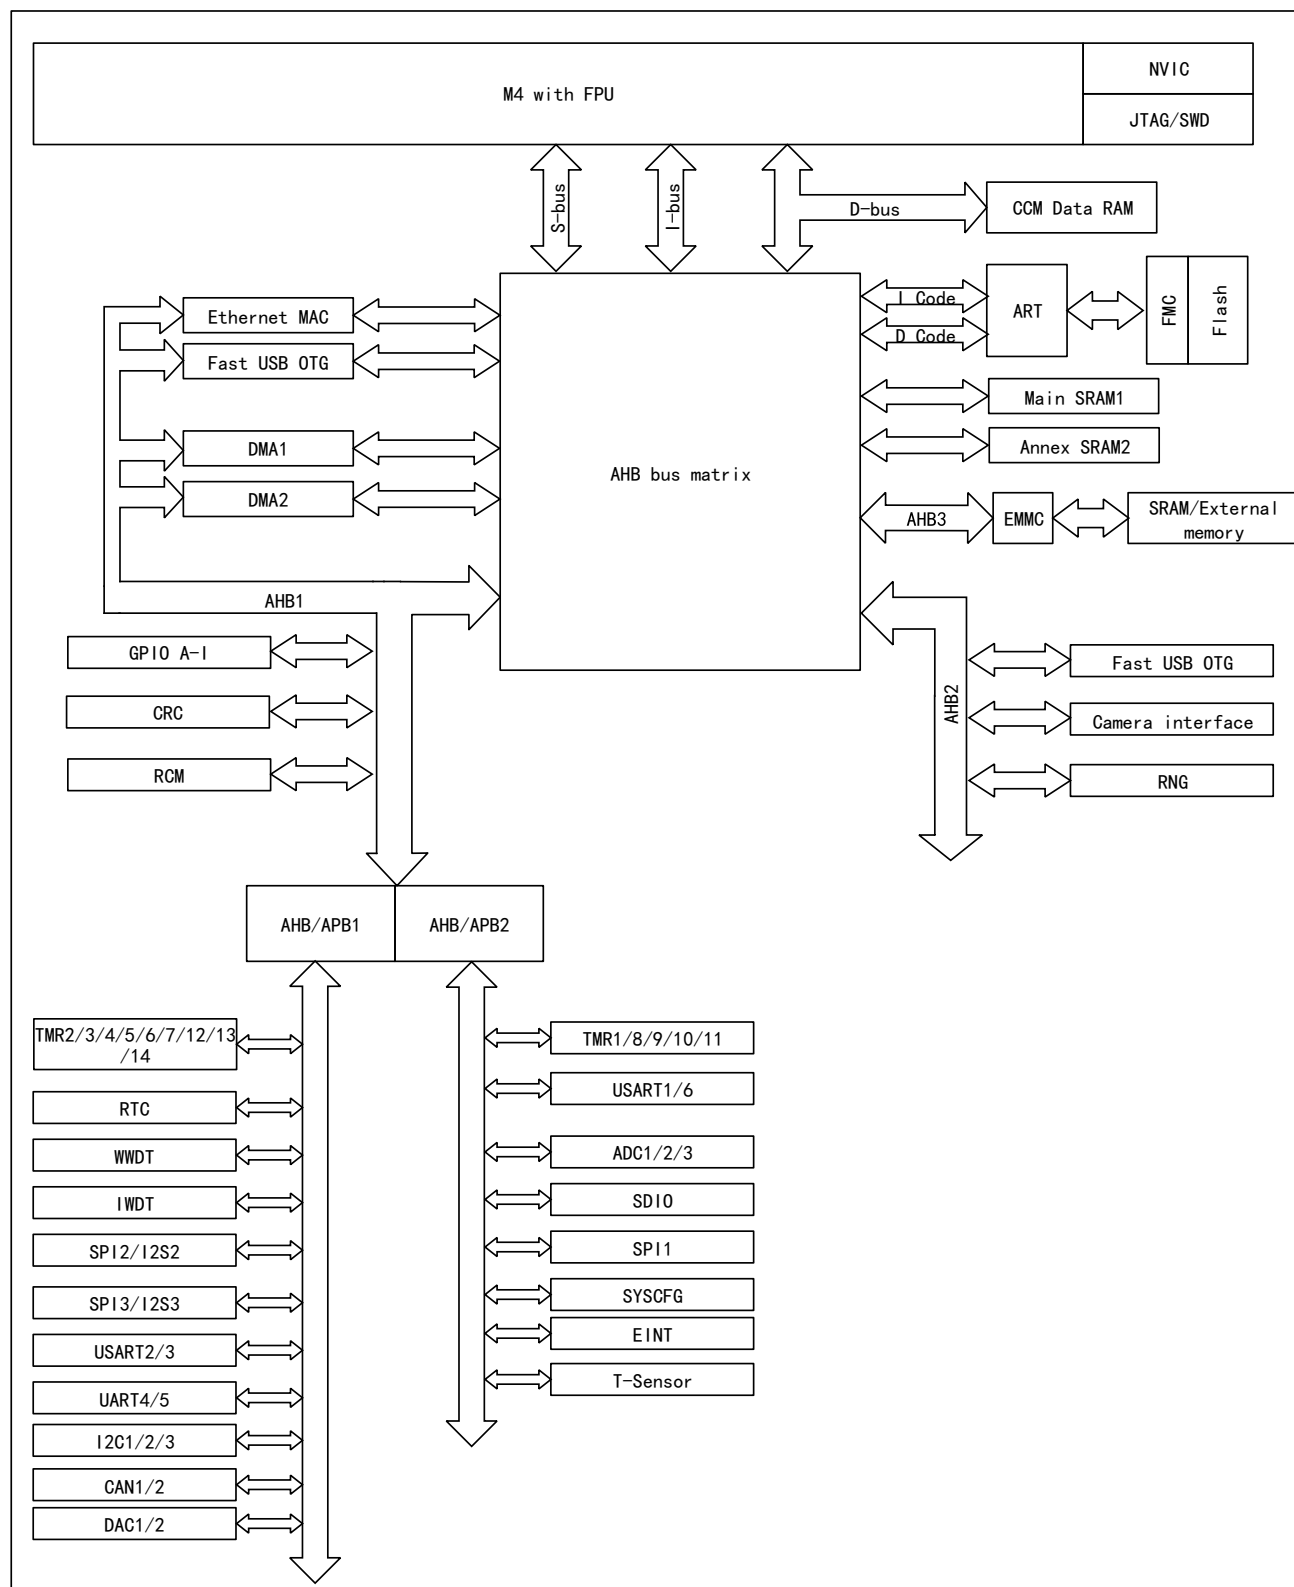 M4 with FPU
NVIC
JTAG/SWD
S-bus
I-bus
D-bus
CCM Data RAM
Ethernet MAC
Fast USB OTG
DMA1
DMA2
AHB bus matrix
I Code
D Code
ART
FMC
Flash
Main SRAM1
Annex SRAM2
AHB3
EMMC
SRAM/External
memory
AHB1
GPIO A-I
CRC
RCM
AHB2
Fast USB OTG
Camera interface
RNG
AHB/APB1
AHB/APB2
TMR2/3/4/5/6/7/12/13
/14
RTC
WWDT
IWDT
SPI2/I2S2
SPI3/I2S3
USART2/3
UART4/5
I2C1/2/3
CAN1/2
DAC1/2
TMR1/8/9/10/11
USART1/6
ADC1/2/3
SDIO
SPI1
SYSCFG
EINT
T-Sensor